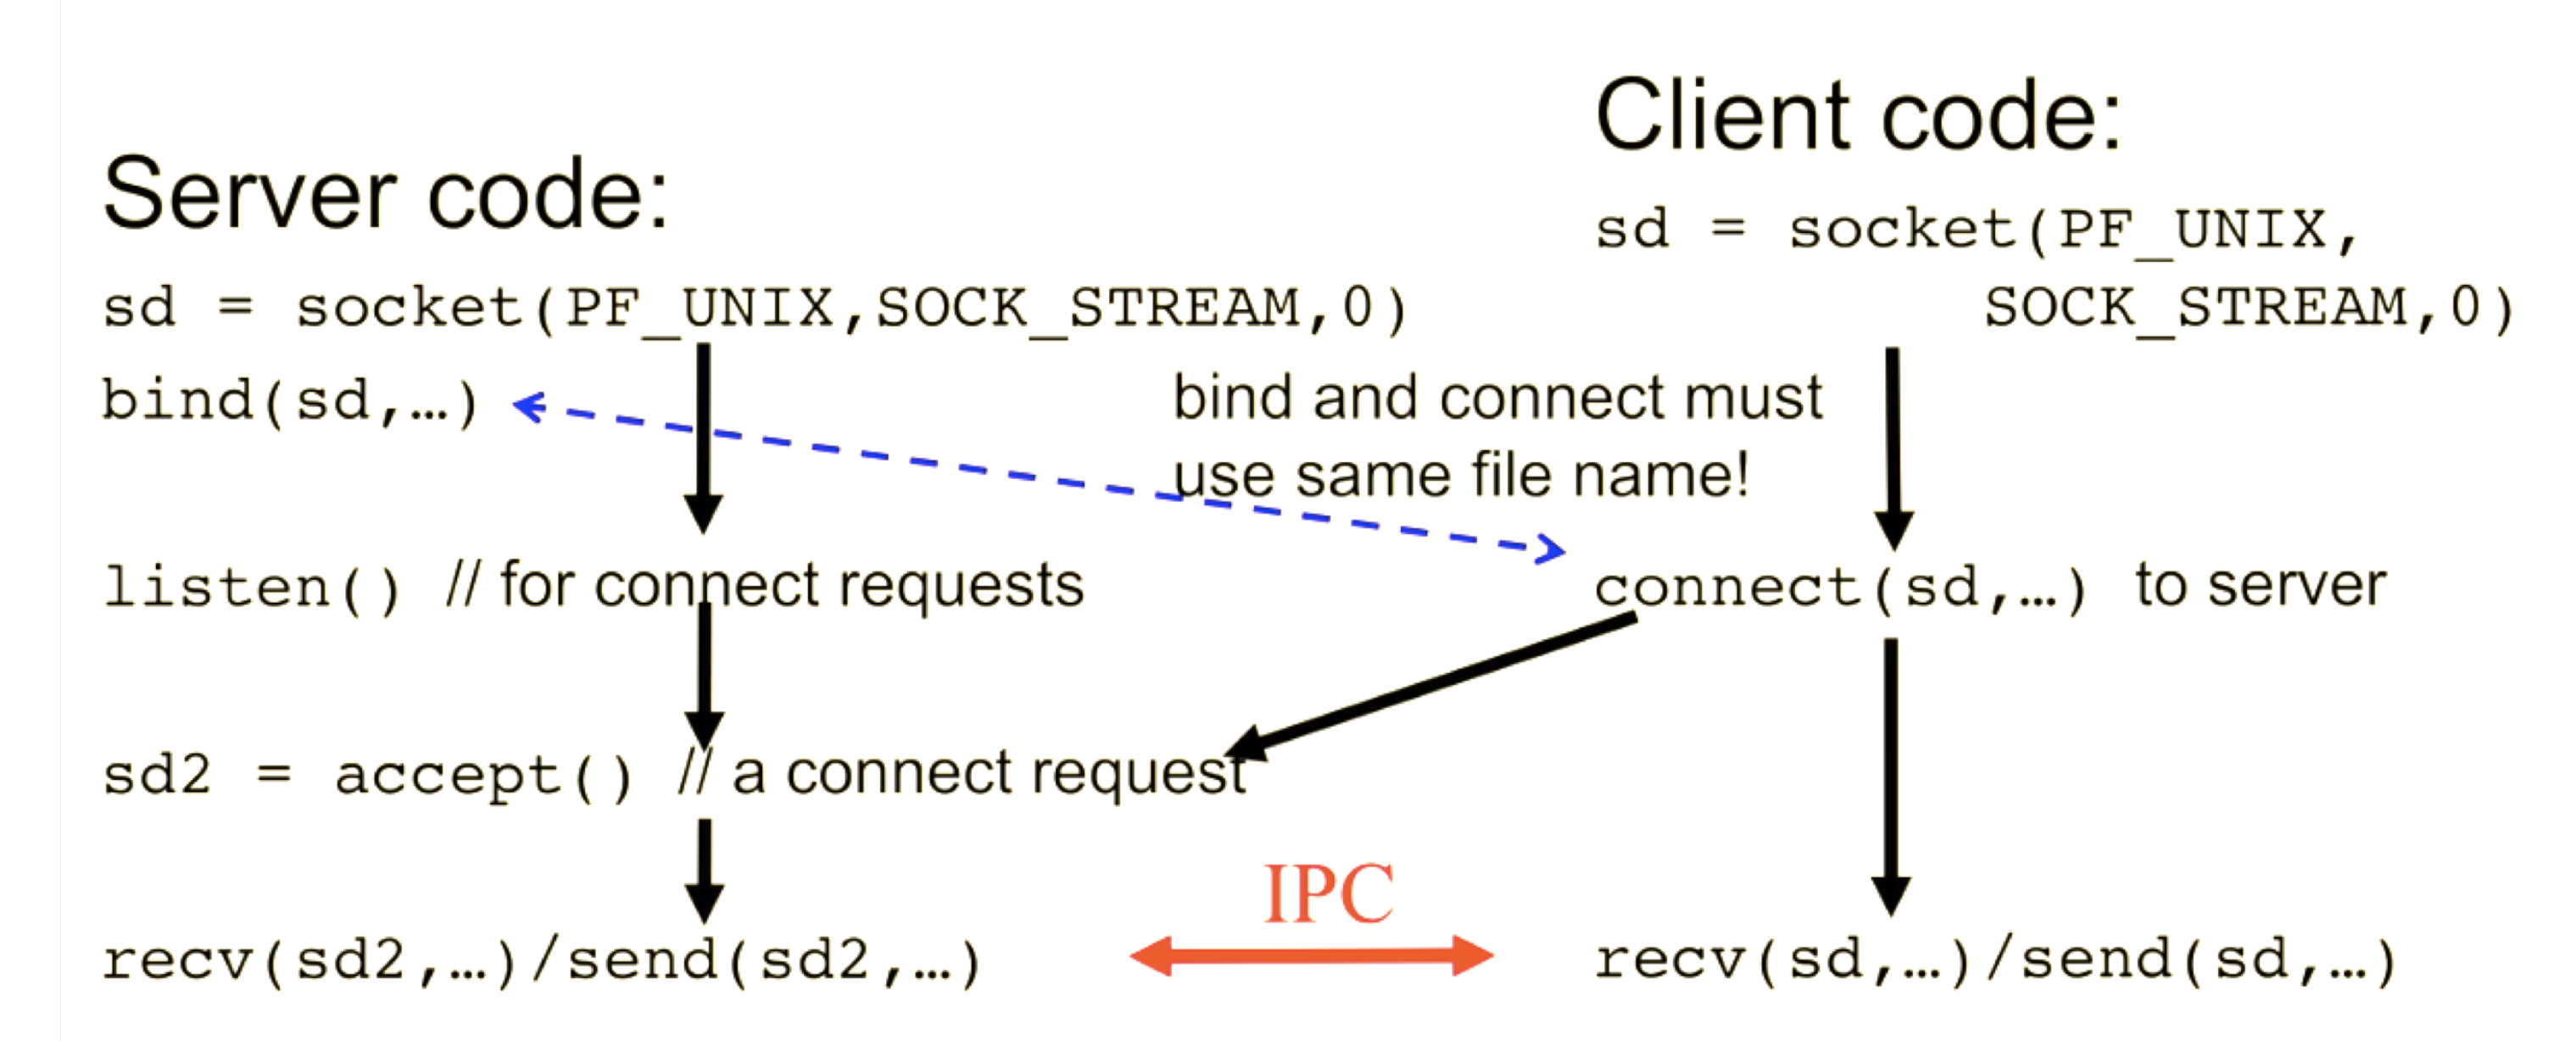 Server code:
sd = socket(PF_UNIX,SOCK_STREAM,0)
bind(sd,…)
listen() // for connect requests
sd2 = accept() // a connect request
recv(sd2,…)/send(sd2,…)
bind and connect must
use same file name!
IPC
Client code:
sd = socket(PF_UNIX,
SOCK_STREAM,0)
connect(sd,…) to server
recv(sd,…)/send(sd,…)